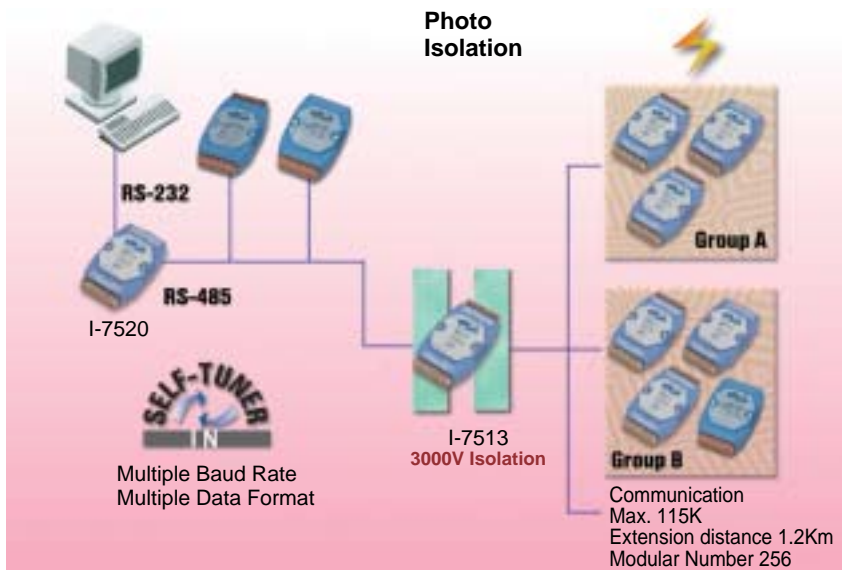 Photo
Isolation
RS-232
RS-485
I-7520
SELF-TUNER
IN
Multiple Baud Rate
Multiple Data Format
I-7513
3000V Isolation
Group A
Group B
Communication
Max. 115K
Extension distance 1.2Km
Modular Number 256